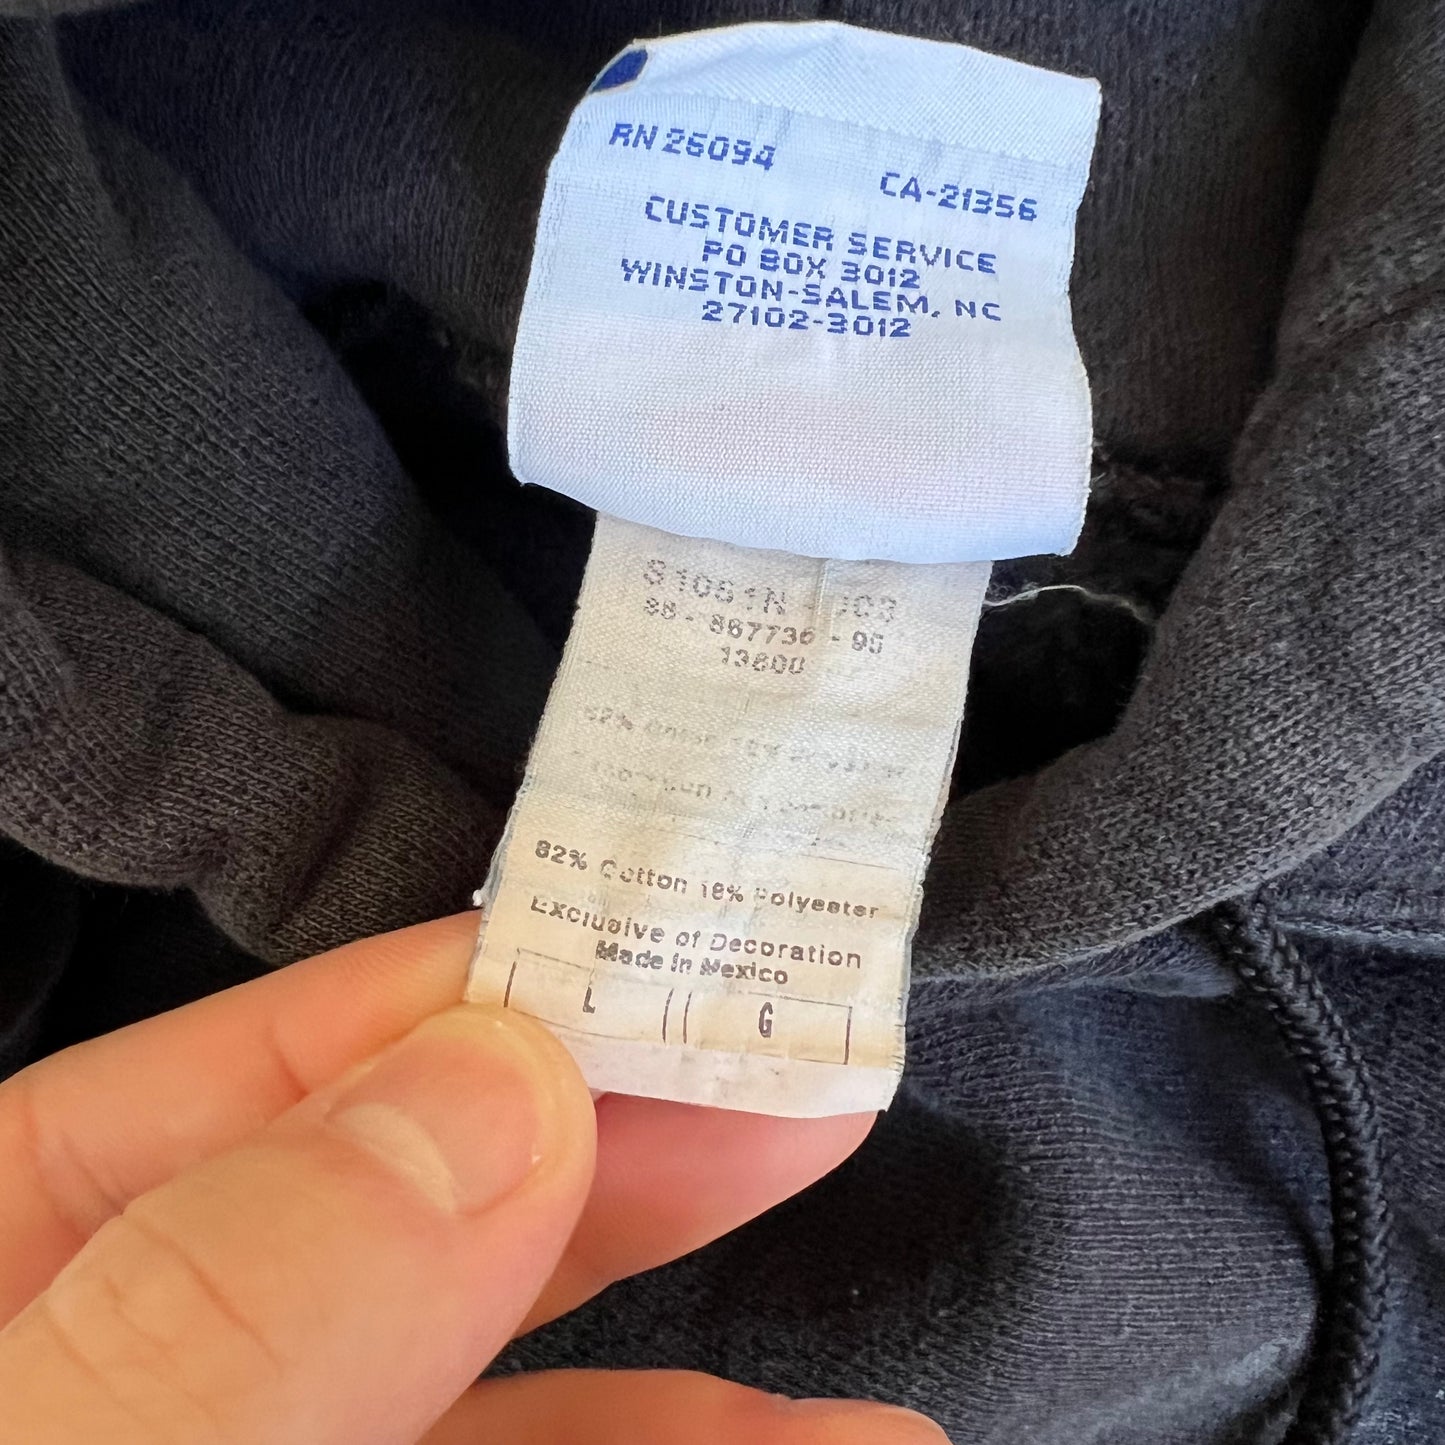 RN 26094
CA-21356
CUSTOMER SERVICE
PO BOX 3012
WINSTON-SALEM, NC
27102-3012
13600
82% Cotton 18% Polyester
Exclusive of Decoration
Made in Mexico
L G